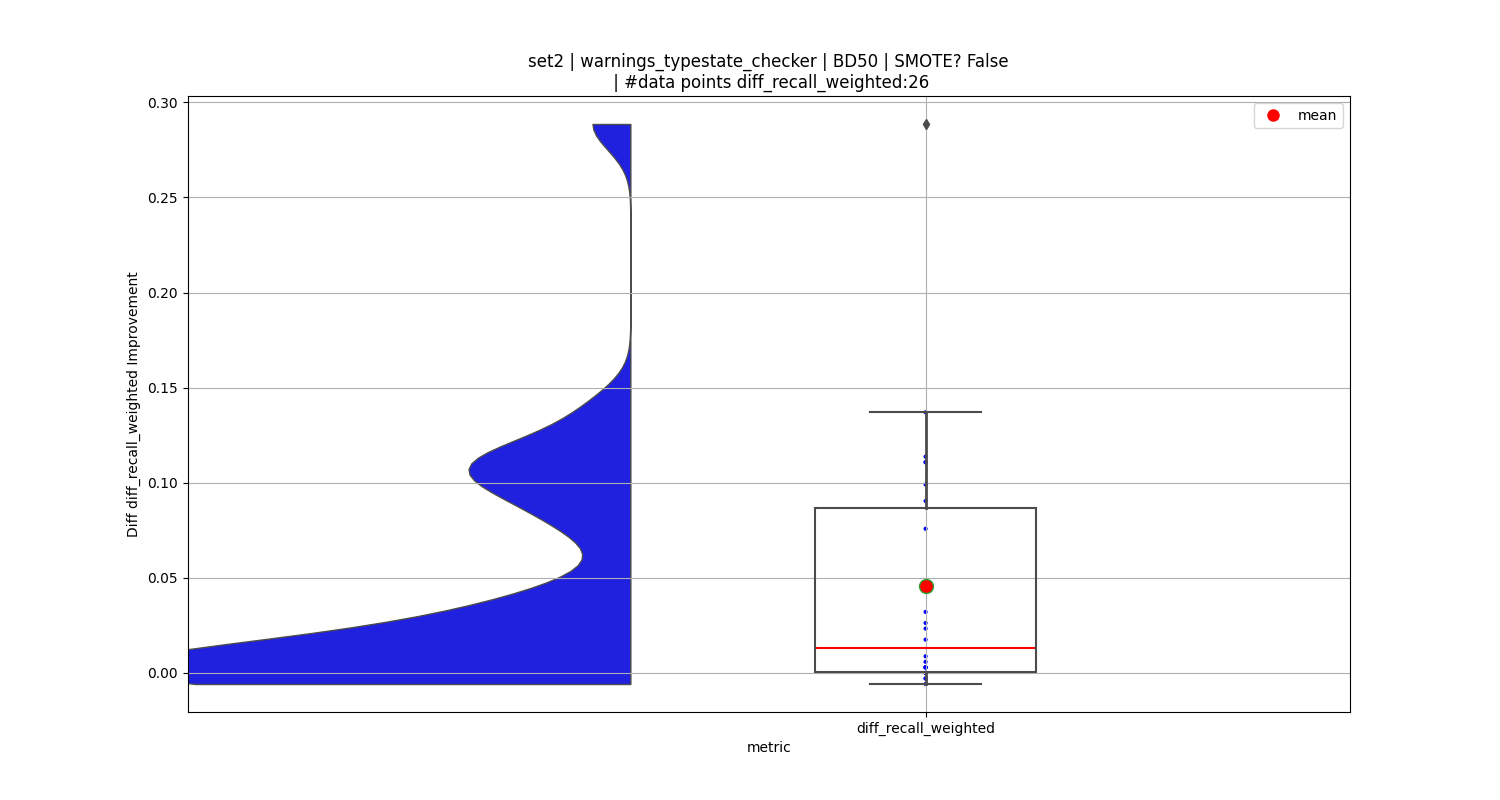 set2 | warnings_typestate_checker | BD50 | SMOTE? False
| #data points diff_recall_weighted:26
mean
0.30
0.25
0.20
0.15
0.10
0.05
0.00
Diff diff_recall_weighted Improvement
diff_recall_weighted
metric